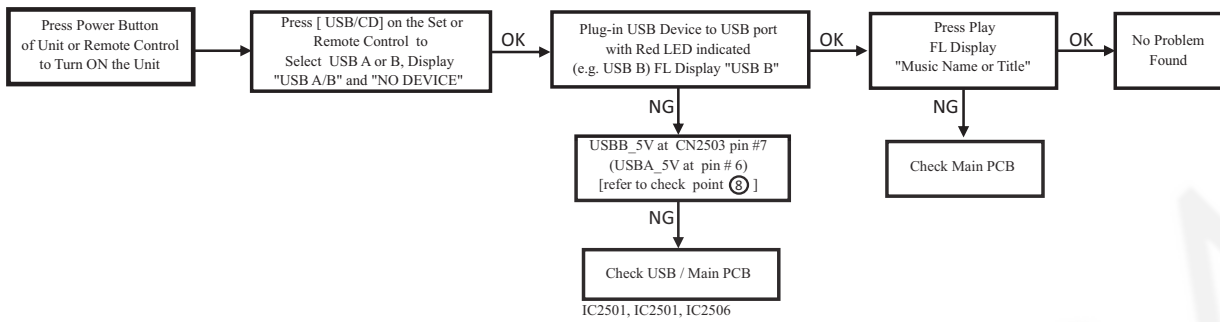 Press Power Button
of Unit or Remote Control
to Turn ON the Unit
Press [ USB/CD] on the Set or
Remote Control to
Select USB A or B, Display
"USB A/B" and "NO DEVICE"
OK
Plug-in USB Device to USB port
with Red LED indicated
(e.g. USB B) FL Display "USB B"
OK
Press Play
FL Display
"Music Name or Title"
OK
No Problem
Found
NG
USBB_5V at CN2503 pin #7
(USBA_5V at pin # 6)
[refer to check point ⑧ ]
NG
Check USB / Main PCB
IC2501, IC2501, IC2506
NG
Check Main PCB